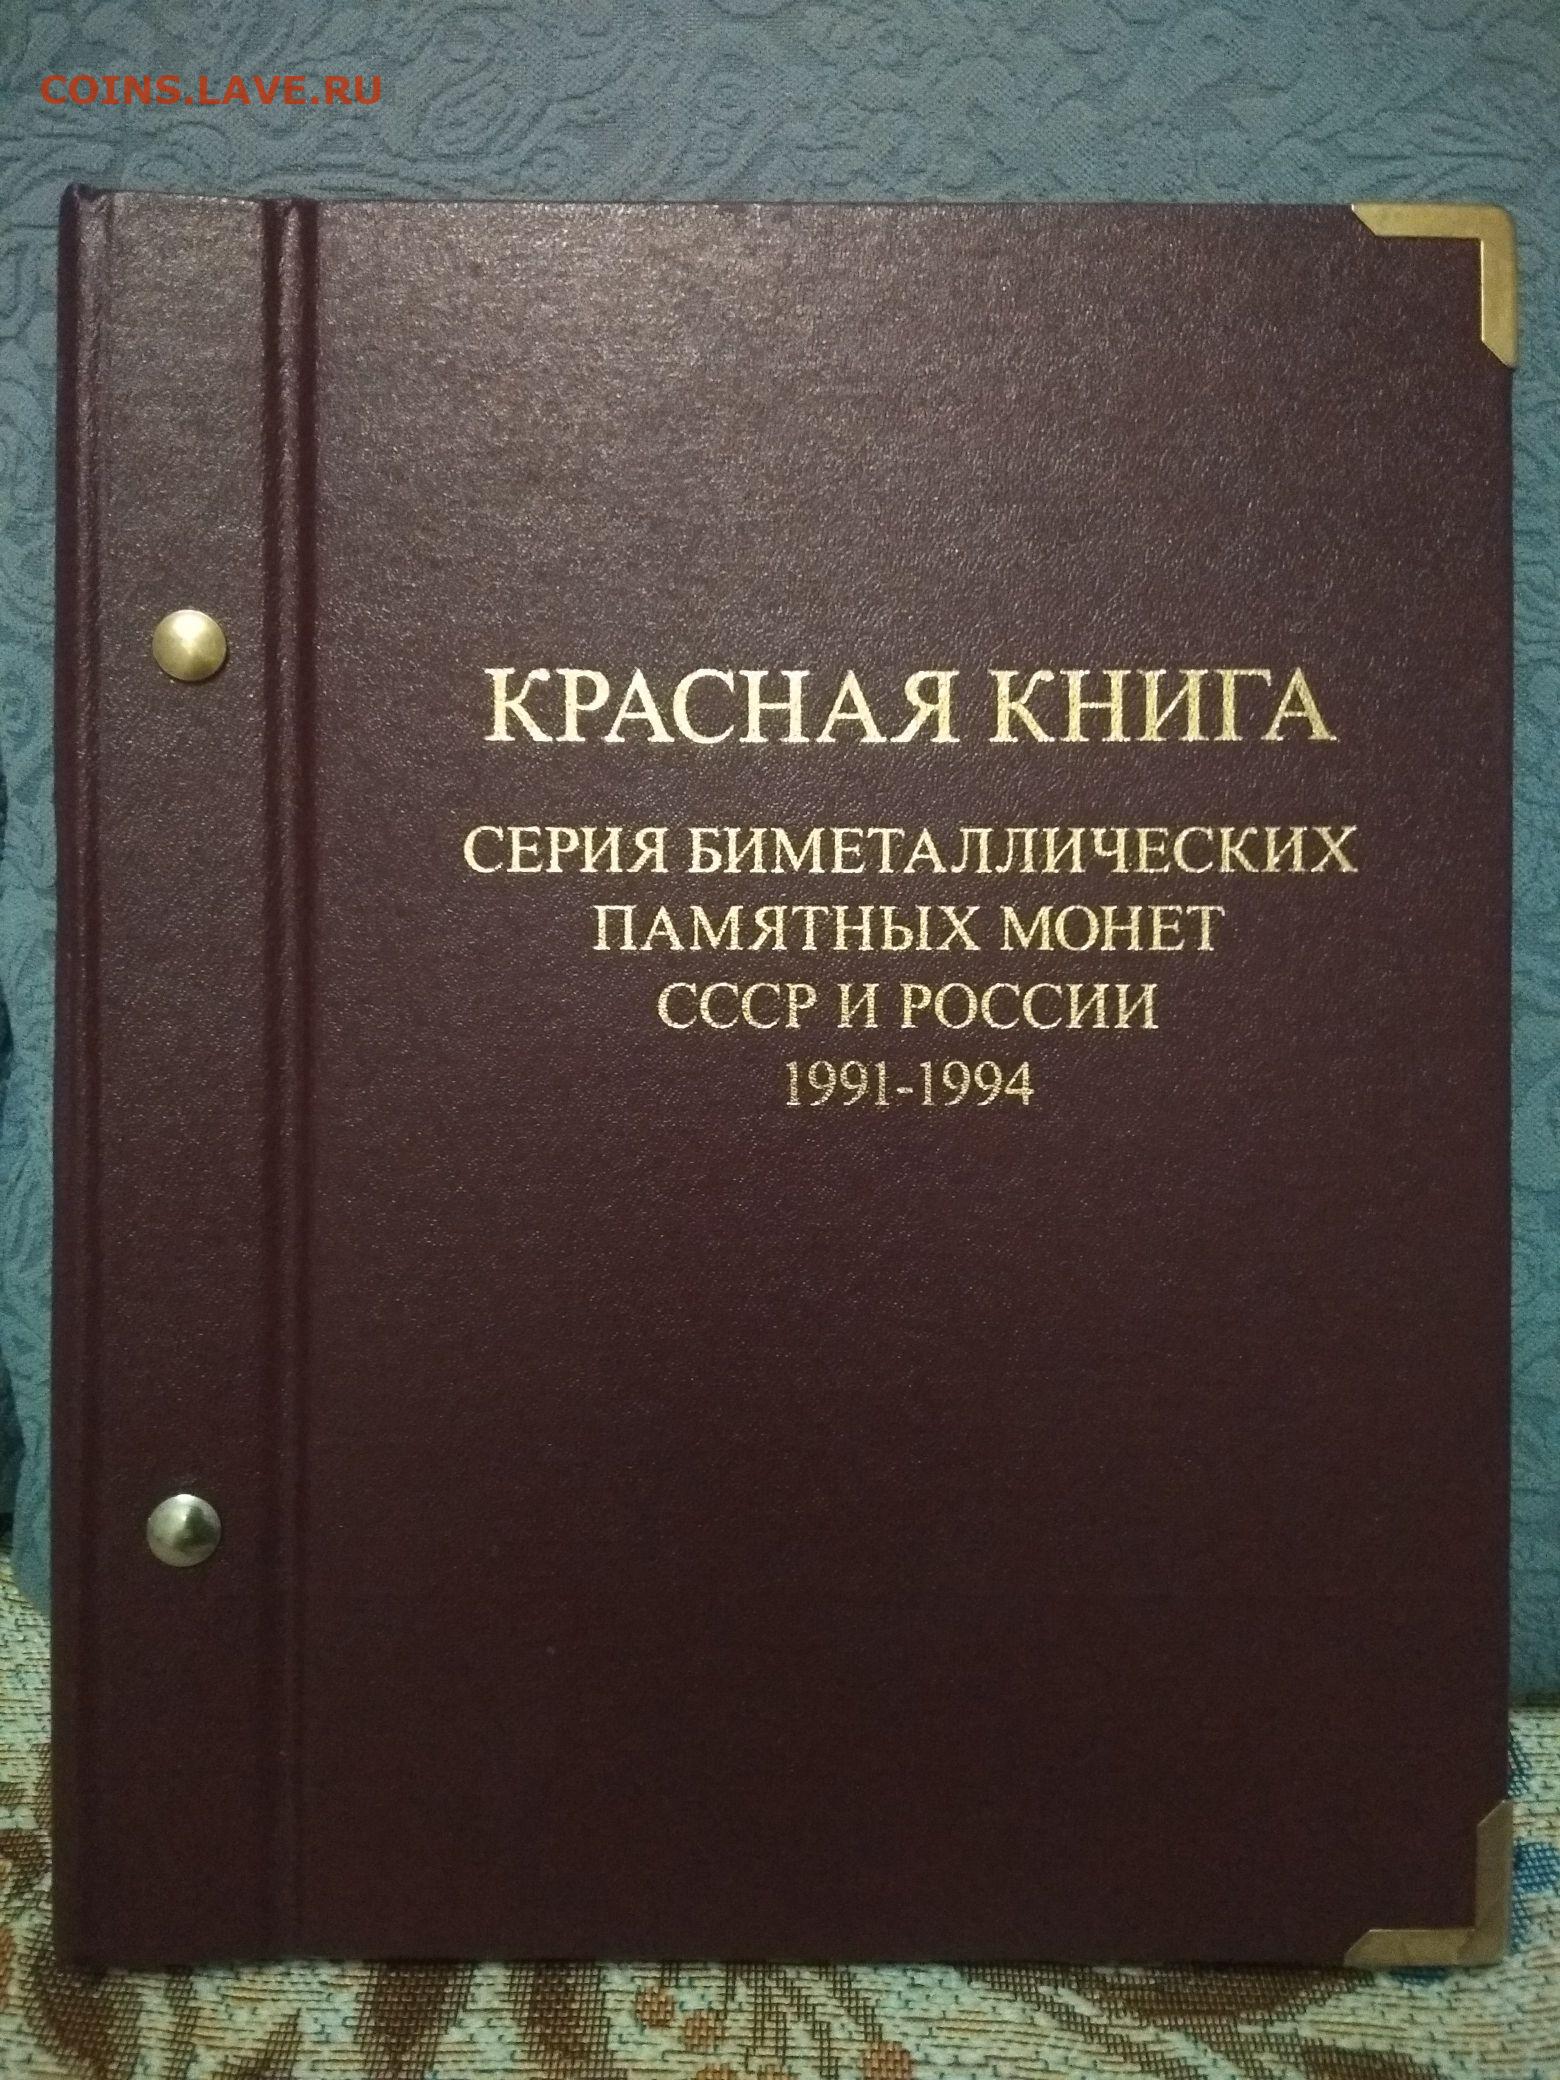 COINS.LAVE.RU
КРАСНАЯ КНИГА
СЕРИЯ БИМЕТАЛЛИЧЕСКИХ
ПАМЯТНЫХ МОНЕТ
СССР И РОССИИ
1991-1994